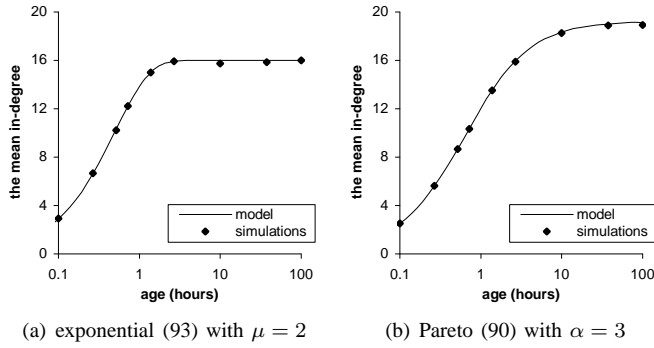 the mean in-degree
20
16
12
8
4
0
model
simulations
0.1 1 10 100
age (hours)
(a) exponential (93) with μ = 2
the mean in-degree
20
16
12
8
4
0
model
simulations
0.1 1 10 100
age (hours)
(b) Pareto (90) with α = 3